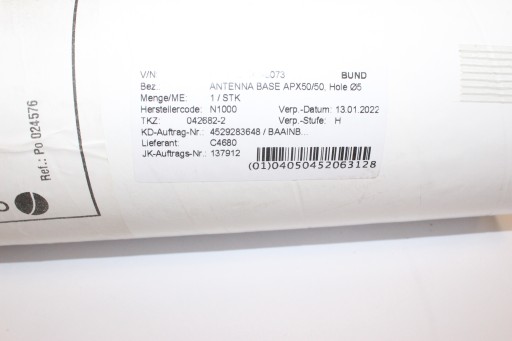 V/N 073 BUND
Bez.: ANTENNA BASE APX50/50, Hole Ø5
Menge/ME: 1 / STK
Herstellercode: N1000 Verp.-Datum: 13.01.2022
TKZ: 042682-2 Verp.-Stufe: H
KD-Auftrag-Nr.: 4529283648 / BAAINB...
Lieferant: C4680
JK-Auftrags-Nr.: 137912
(01)04050452063128
Ref.: Po 024576